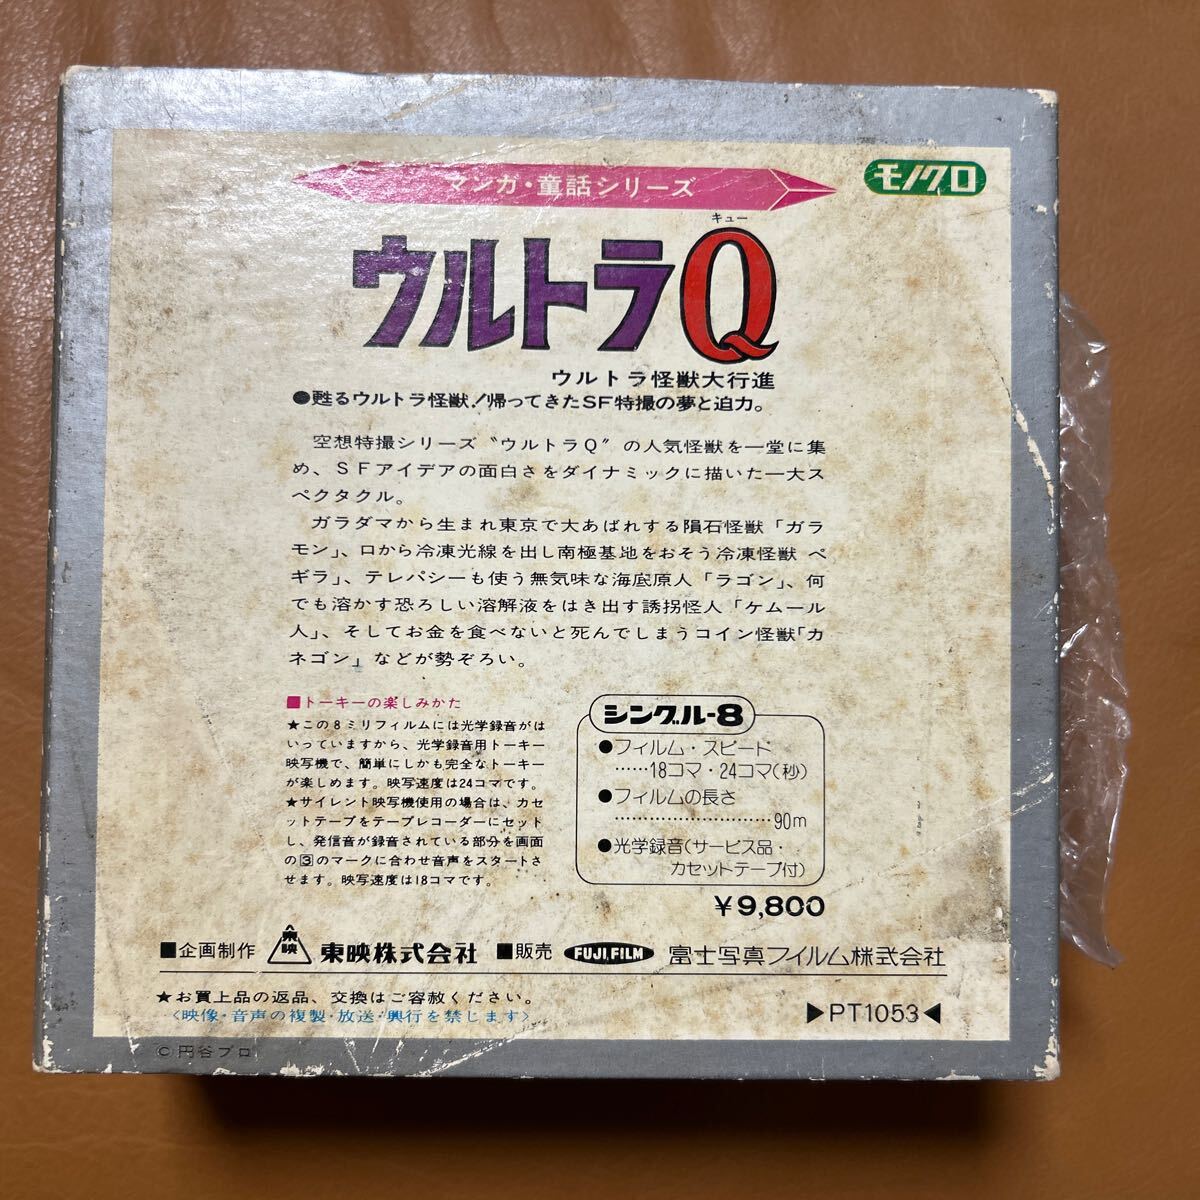 マンガ・童話シリーズ
モノクロ
キュー
ウルトラQ
ウルトラ怪獣大行進
●甦るウルトラ怪獣!帰ってきたSF特撮の夢と迫力。
空想特撮シリーズ〝ウルトラQ〞の人気怪獣を一堂に集
め、SFアイデアの面白さをダイナミックに描いた一大ス
ペクタクル。
ガラダマから生まれ東京で大あばれする隕石怪獣「ガラ
モン」、口から冷凍光線を出し南極基地をおそう冷凍怪獣 ペ
ギラ」、テレパシーも使う無気味な海底原人「ラゴン」、何
でも溶かす恐ろしい溶解液をはき出す誘拐怪人「ケムール
人」、そしてお金を食べないと死んでしまうコイン怪獣「カ
ネゴン」などが勢ぞろい。
■トーキーの楽しみかた
★この8ミリフィルムには光学録音がは
いっていますから、光学録音用トーキー
映写機で、簡単にしかも完全なトーキー
が楽しめます。映写速度は24コマです。
★サイレント映写機使用の場合は、カセ
ットテープをテープレコーダーにセット
し、発信音が録音されている部分を画面
の3のマークに合わせ音声をスタートさ
せます。映写速度は18コマです。
シングル-8
●フィルム・スピード
……18コマ・24コマ(秒)
●フィルムの長さ
………………………90m
●光学録音(サービス品・
カセットテープ付)
¥9,800
■企画制作 東映 東映株式会社 ■販売 FUJI FILM 富士写真フイルム株式会社
★お買上品の返品、交換はご容赦ください。
〈映像・音声の複製・放送・興行を禁じます〉
▶PT1053◀
©円谷プロ